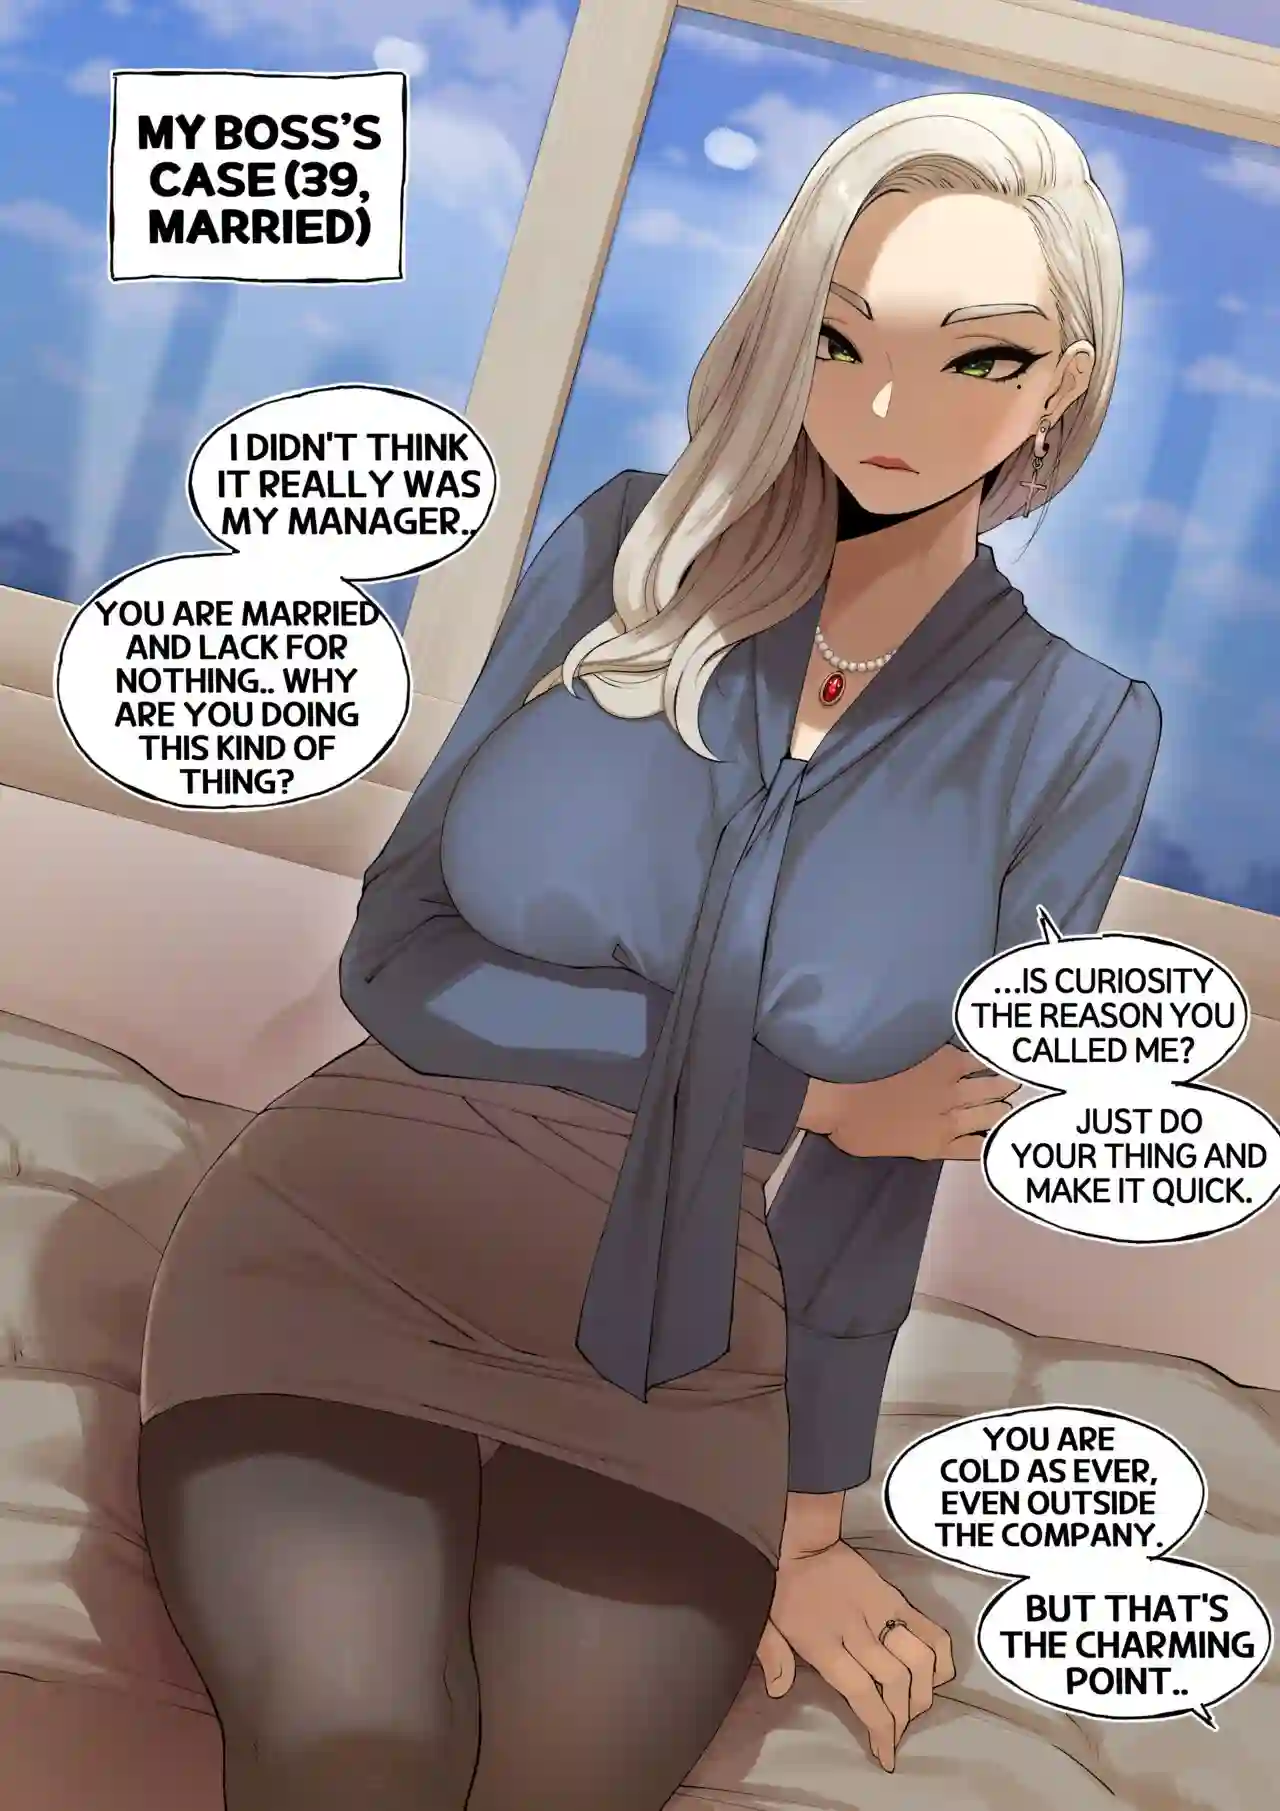 MY BOSS'S
CASE (39,
MARRIED)
I DIDN'T THINK
IT REALLY WAS
MY MANAGER..
YOU ARE MARRIED
AND LACK FOR
NOTHING.. WHY
ARE YOU DOING
THIS KIND OF
THING?
...IS CURIOSITY
THE REASON YOU
CALLED ME?
JUST DO
YOUR THING AND
MAKE IT QUICK.
YOU ARE
COLD AS EVER,
EVEN OUTSIDE
THE COMPANY.
BUT THAT'S
THE CHARMING
POINT..